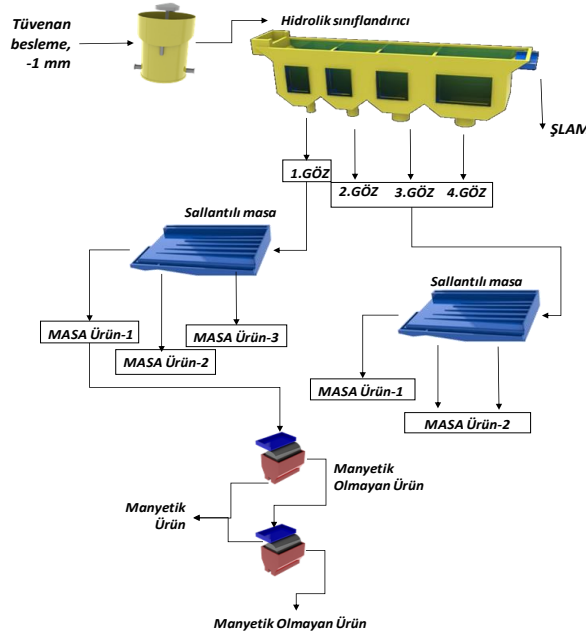 Tüvenan
besleme,
-1 mm
Hidrolik sınıflandırıcı
ŞLAM
1.GÖZ
2.GÖZ
3.GÖZ
4.GÖZ
Sallantılı masa
MASA Ürün-1
MASA Ürün-2
MASA Ürün-3
Sallantılı masa
MASA Ürün-1
MASA Ürün-2
Manyetik
Olmayan Ürün
Manyetik
Ürün
Manyetik Olmayan Ürün